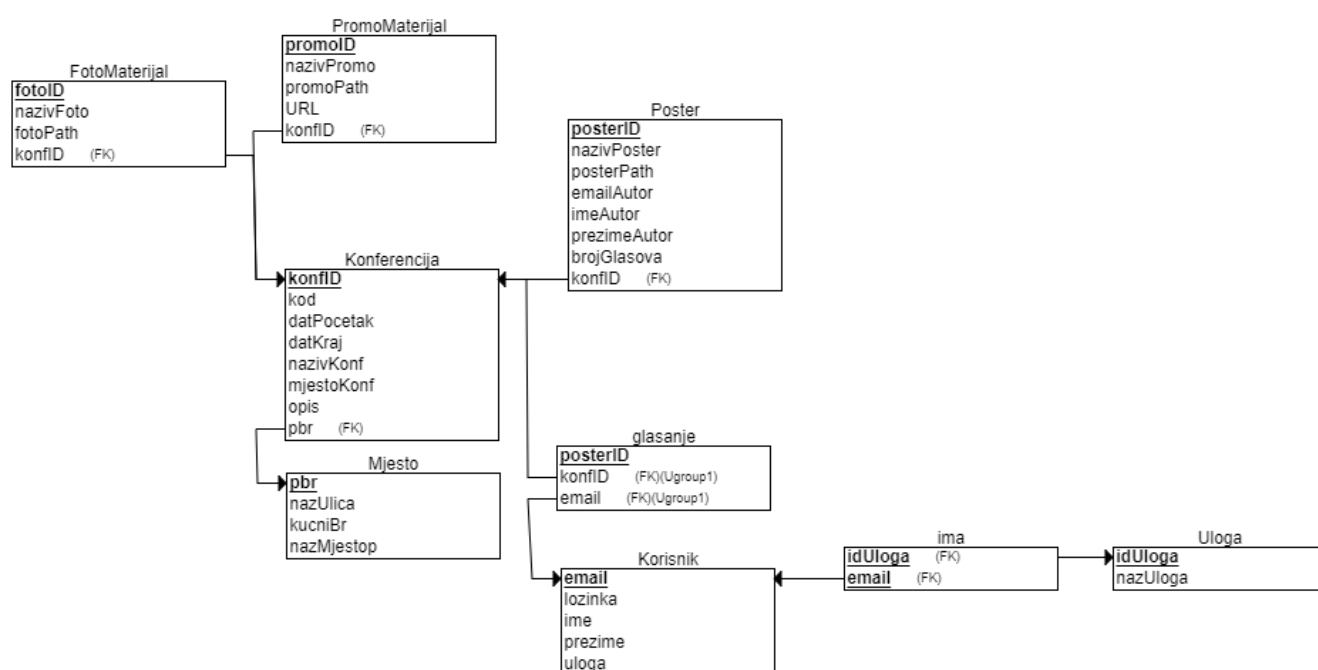 PromoMaterijal
promoID
nazivPromo
promoPath
URL
konfID (FK)
FotoMaterijal
fotoID
nazivFoto
fotoPath
konfID (FK)
Poster
posterID
nazivPoster
posterPath
emailAutor
imeAutor
prezimeAutor
brojGlasova
konfID (FK)
Konferencija
konfID
kod
datPocetak
datKraj
nazivKonf
mjestoKonf
opis
pbr (FK)
Mjesto
pbr
nazUlica
kucniBr
nazMjestop
glasanje
posterID
konfID (FK)(Ugroup1)
email (FK)(Ugroup1)
Korisnik
email
lozinka
ime
prezime
uloga
ima
idUloga (FK)
email (FK)
Uloga
idUloga
nazUloga